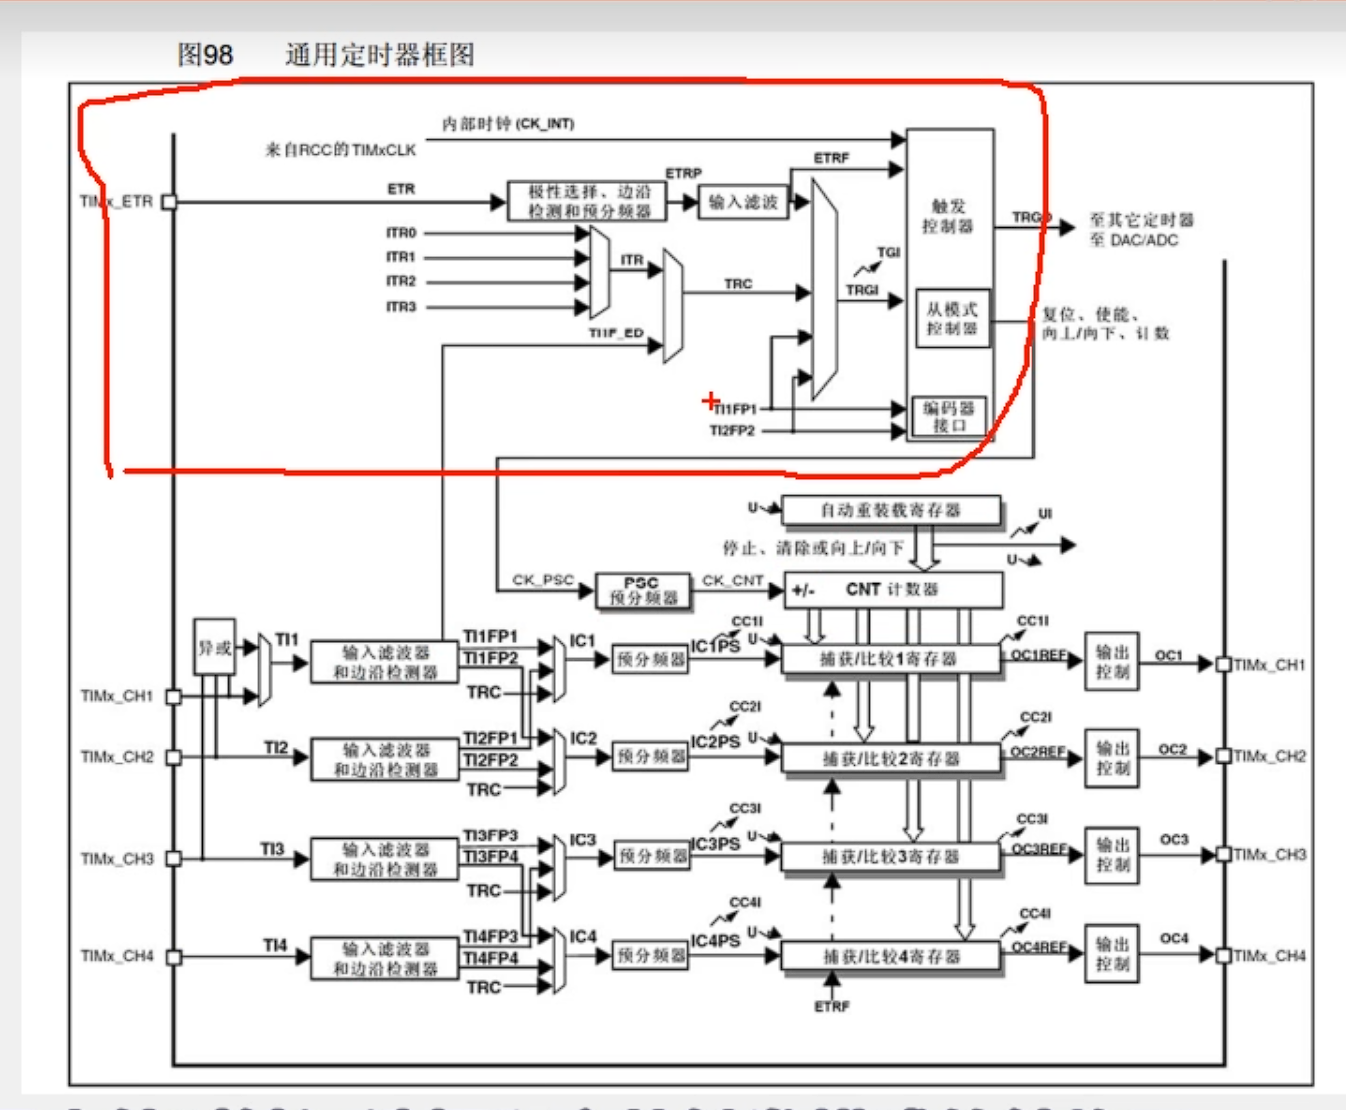 图98 通用定时器框图
内部时钟 (CK_INT)
来自RCC的TIMxCLK
ETRF
ETRP
TIMx_ETR
ETR
极性选择、边沿
检测和预分频器
输入滤波
触发
控制器
TRGO
至其它定时器
至 DAC/ADC
ITR0
ITR1
ITR2
ITR3
ITR
TRC
TGI
TRGI
从模式
控制器
复位、使能、
向上/向下、计数
TI1F_ED
TI1FP1
TI2FP2
编码器
接口
U
自动重装载寄存器
UI
停止、清除或向上/向下
U
CK_PSC
PSC
预分频器
CK_CNT
+/-
CNT 计数器
异或
TI1
输入滤波器
和边沿检测器
TI1FP1
TI1FP2
TRC
IC1
预分频器
IC1PS
CC1I
U
捕获/比较1寄存器
CC1I
OC1REF
输出
控制
OC1
TIMx_CH1
TIMx_CH1
TIMx_CH2
TI2
输入滤波器
和边沿检测器
TI2FP1
TI2FP2
TRC
IC2
预分频器
IC2PS
CC2I
U
捕获/比较2寄存器
CC2I
OC2REF
输出
控制
OC2
TIMx_CH2
TIMx_CH3
TI3
输入滤波器
和边沿检测器
TI3FP3
TI3FP4
TRC
IC3
预分频器
IC3PS
CC3I
U
捕获/比较3寄存器
CC3I
OC3REF
输出
控制
OC3
TIMx_CH3
TIMx_CH4
TI4
输入滤波器
和边沿检测器
TI4FP3
TI4FP4
TRC
IC4
预分频器
IC4PS
CC4I
U
捕获/比较4寄存器
CC4I
OC4REF
输出
控制
OC4
TIMx_CH4
ETRF